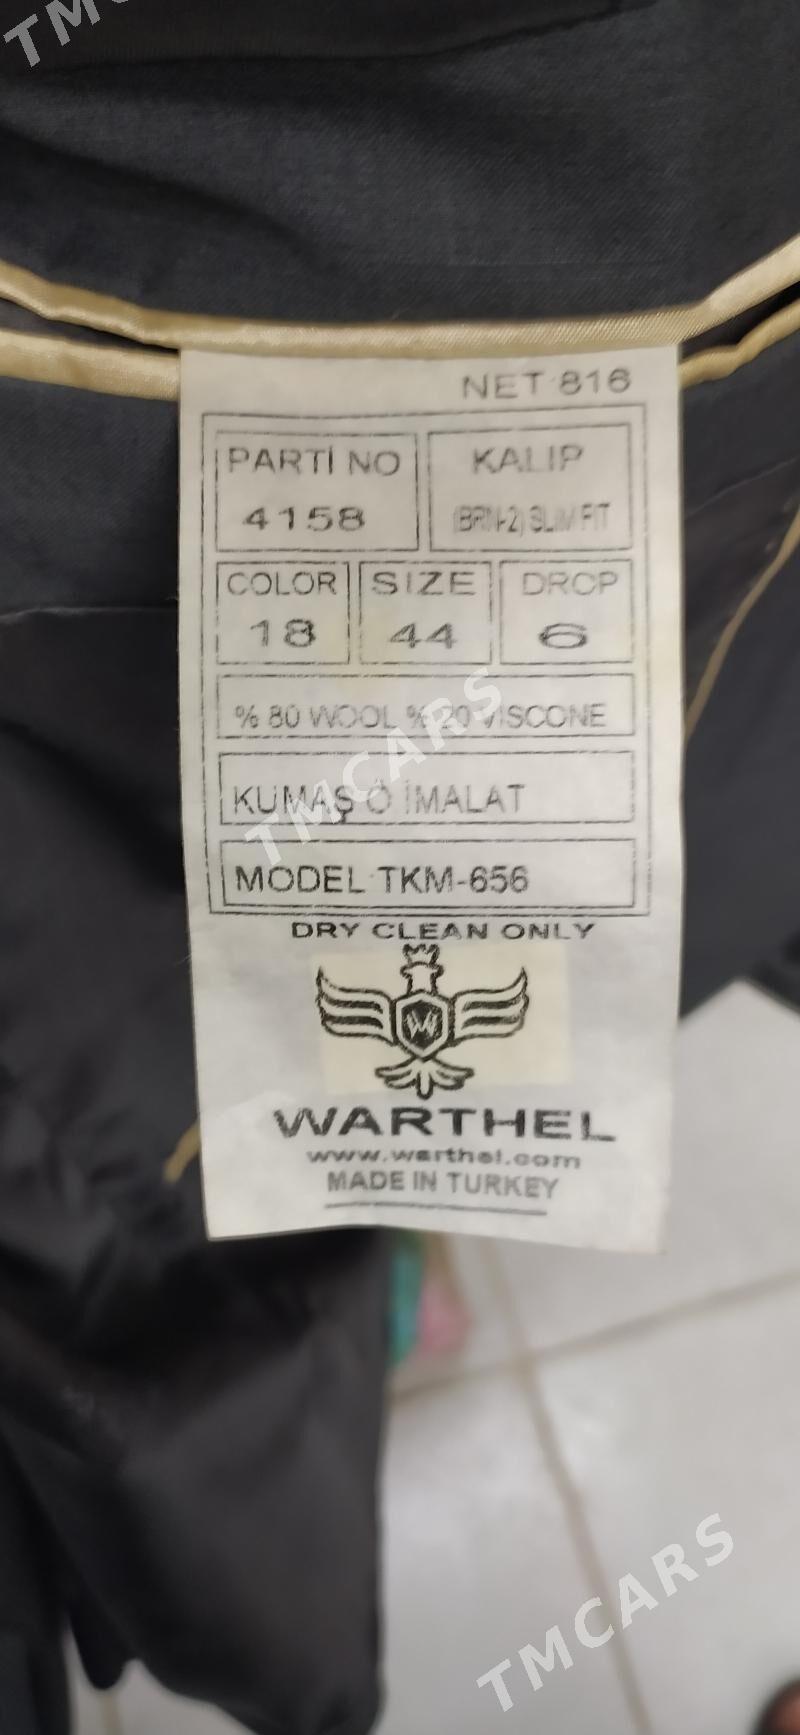 NET 816
PARTİ NO
4158
KALIP
(BRN-2) SLIM FIT
COLOR
18
SIZE
44
DROP
6
% 80 WOOL % 20 VISCONE
KUMAŞ Ö İMALAT
MODEL TKM-656
DRY CLEAN ONLY
W
WARTHEL
www.warthel.com
MADE IN TURKEY
TMCARS
TMCARS
TMC